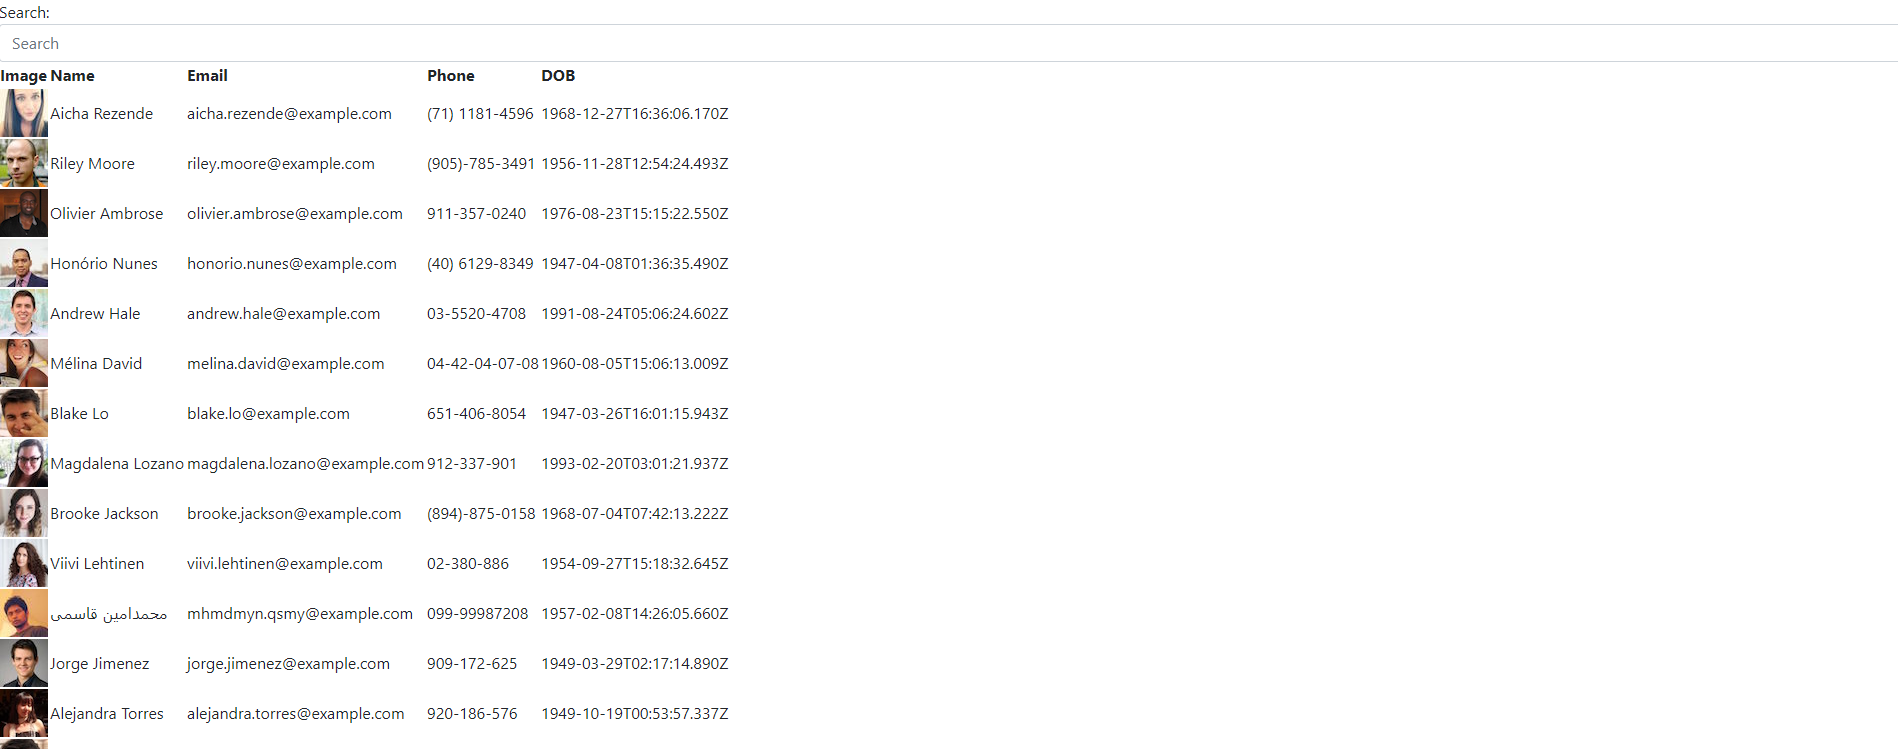 Search:
Search
Image Name Email Phone DOB
Aicha Rezende aicha.rezende@example.com (71) 1181-4596 1968-12-27T16:36:06.170Z
Riley Moore riley.moore@example.com (905)-785-3491 1956-11-28T12:54:24.493Z
Olivier Ambrose olivier.ambrose@example.com 911-357-0240 1976-08-23T15:15:22.550Z
Honório Nunes honorio.nunes@example.com (40) 6129-8349 1947-04-08T01:36:35.490Z
Andrew Hale andrew.hale@example.com 03-5520-4708 1991-08-24T05:06:24.602Z
Mélina David melina.david@example.com 04-42-04-07-08 1960-08-05T15:06:13.009Z
Blake Lo blake.lo@example.com 651-406-8054 1947-03-26T16:01:15.943Z
Magdalena Lozano magdalena.lozano@example.com 912-337-901 1993-02-20T03:01:21.937Z
Brooke Jackson brooke.jackson@example.com (894)-875-0158 1968-07-04T07:42:13.222Z
Viivi Lehtinen viivi.lehtinen@example.com 02-380-886 1954-09-27T15:18:32.645Z
محمدامین قاسمی mhmdmyn.qsmy@example.com 099-99987208 1957-02-08T14:26:05.660Z
Jorge Jimenez jorge.jimenez@example.com 909-172-625 1949-03-29T02:17:14.890Z
Alejandra Torres alejandra.torres@example.com 920-186-576 1949-10-19T00:53:57.337Z